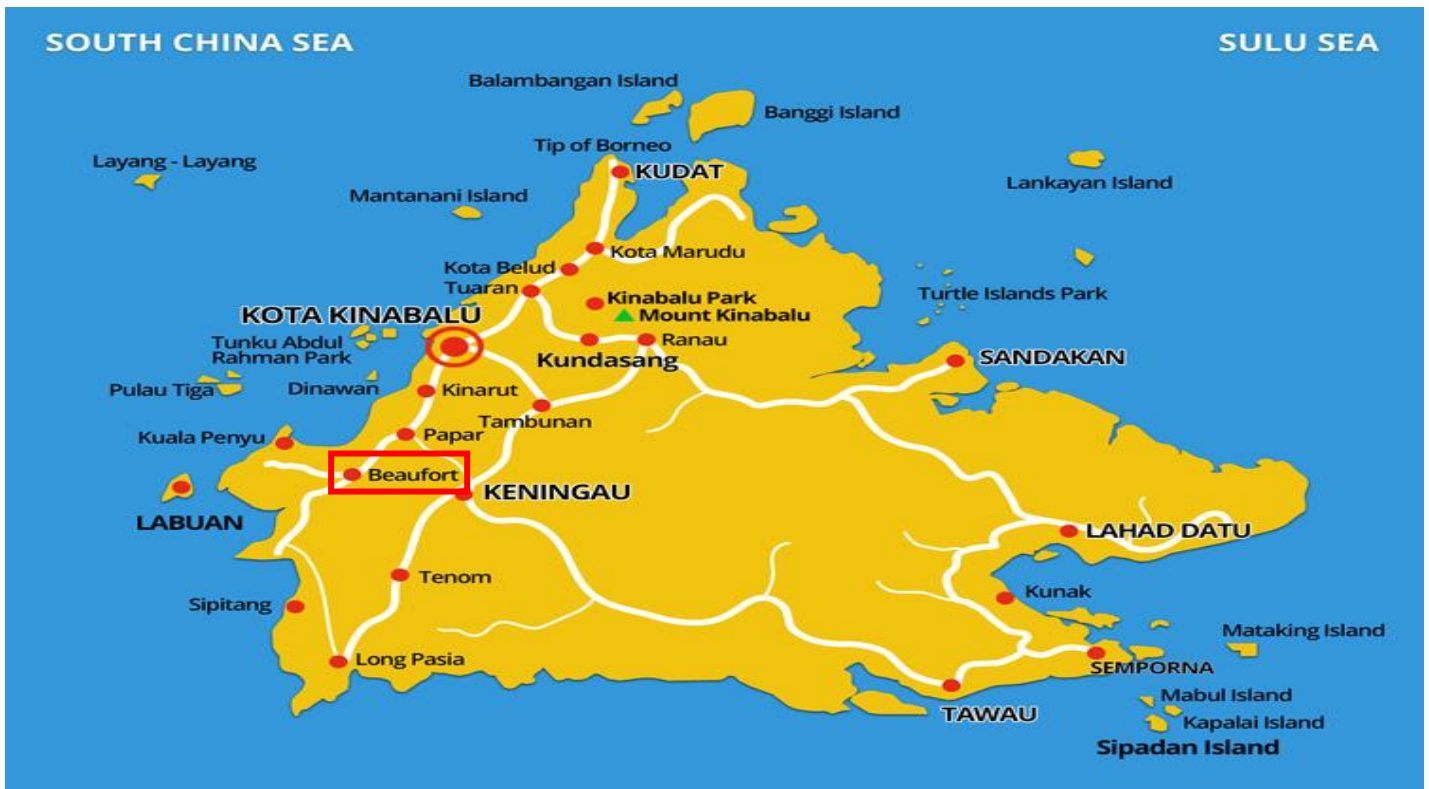 SOUTH CHINA SEA
SULU SEA
Balambangan Island
Banggi Island
Tip of Borneo
Layang - Layang
KUDAT
Lankayan Island
Mantanani Island
Kota Marudu
Kota Belud
Tuaran
Turtle Islands Park
Kinabalu Park
Mount Kinabalu
KOTA KINABALU
Tunku Abdul
Rahman Park
Ranau
Kundasang
SANDAKAN
Pulau Tiga
Dinawan
Kinarut
Tambunan
Kuala Penyu
Papar
Beaufort
KENINGAU
LABUAN
LAHAD DATU
Tenom
Kunak
Sipitang
Mataking Island
Long Pasia
SEMPORNA
Mabul Island
TAWAU
Kapalai Island
Sipadan Island